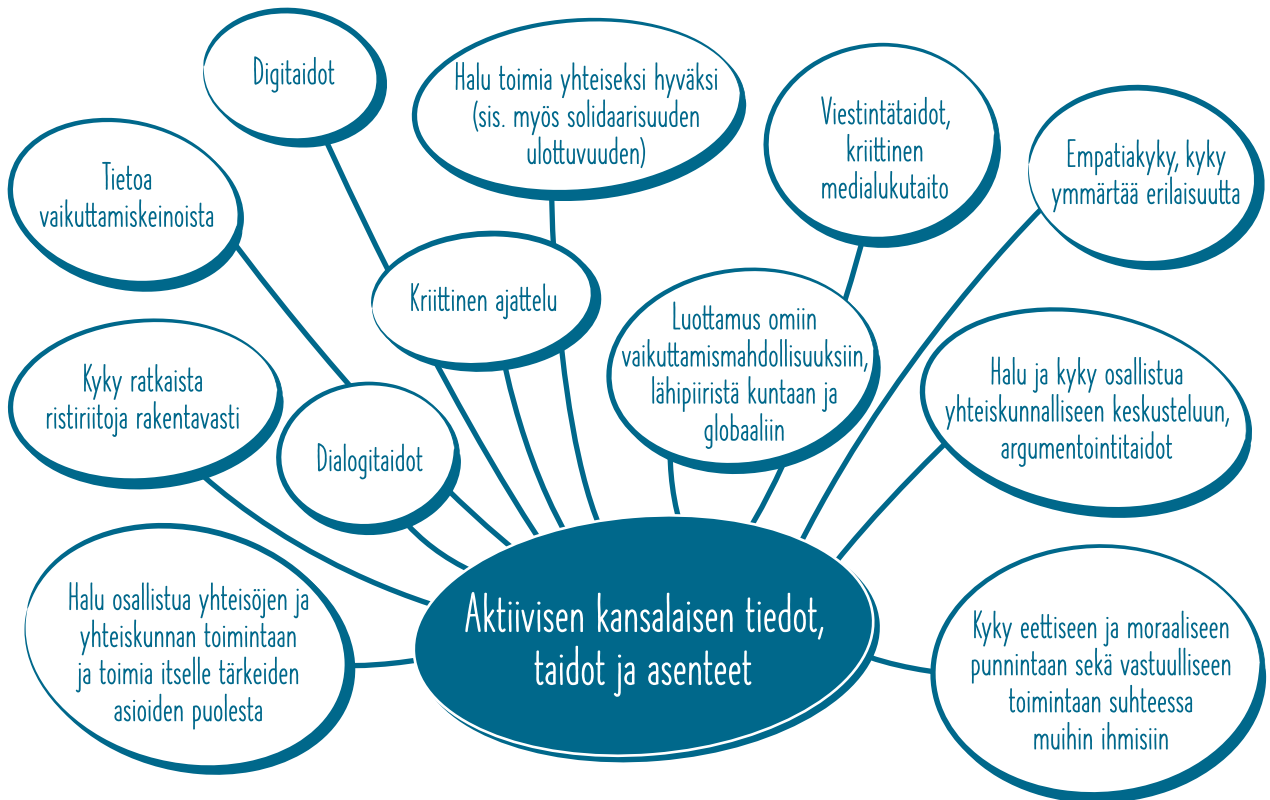 Digitaidot
Halu toimia yhteiseksi hyväksi
(sis. myös solidaarisuuden
ulottuvuuden)
Viestintätaidot,
kriittinen
medialukutaito
Empatiakyky, kyky
ymmärtää erilaisuutta
Tietoa
vaikuttamiskeinoista
Kriittinen ajattelu
Luottamus omiin
vaikuttamismahdollisuuksiin,
lähipiiristä kuntaan ja
globaaliin
Halu ja kyky osallistua
yhteiskunnalliseen keskusteluun,
argumentointitaidot
Kyky ratkaista
ristiriitoja rakentavasti
Dialogitaidot
Halu osallistua yhteisöjen ja
yhteiskunnan toimintaan
ja toimia itselle tärkeiden
asioiden puolesta
Aktiivisen kansalaisen tiedot,
taidot ja asenteet
Kyky eettiseen ja moraaliseen
punnintaan sekä vastuulliseen
toimintaan suhteessa
muihin ihmisiin